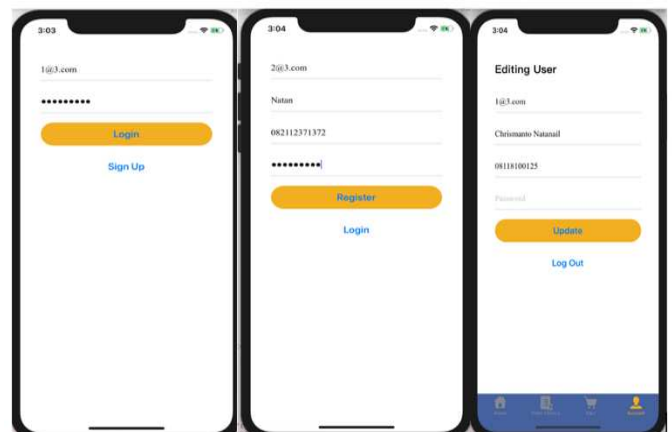 3:03
1@3.com
Login
Sign Up
3:04
2@3.com
Natan
082112371372
Register
Login
3:04
Editing User
1@3.com
Chrismanto Natanail
08118100125
Password
Update
Log Out